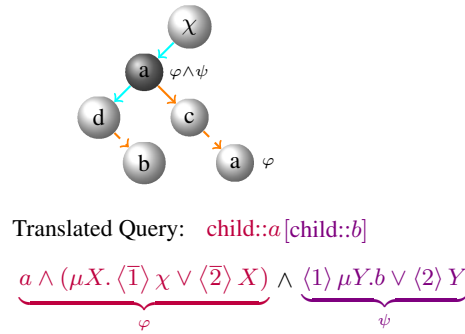 χ
a φ∧ψ
d c
b a φ
Translated Query: child::a[child::b]
a ∧ (μX. ⟨1̅⟩ χ ∨ ⟨2̅⟩ X) ∧ ⟨1⟩ μY.b ∨ ⟨2⟩ Y
φ ψ